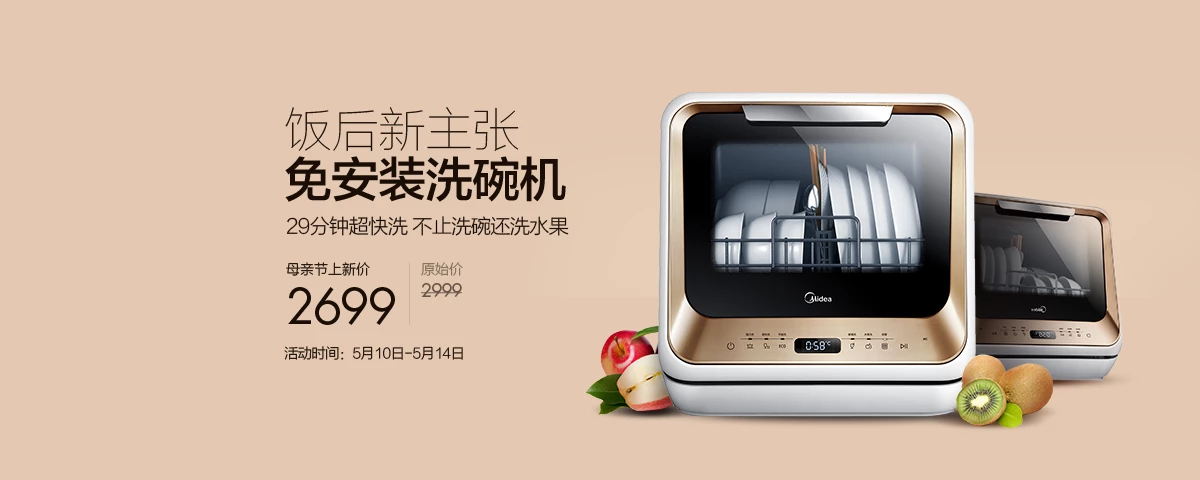 饭后新主张
免安装洗碗机
29分钟超快洗 不止洗碗还洗水果
母亲节上新价
2699
原始价
2999
活动时间：5月10日-5月14日
Midea
0:58℃